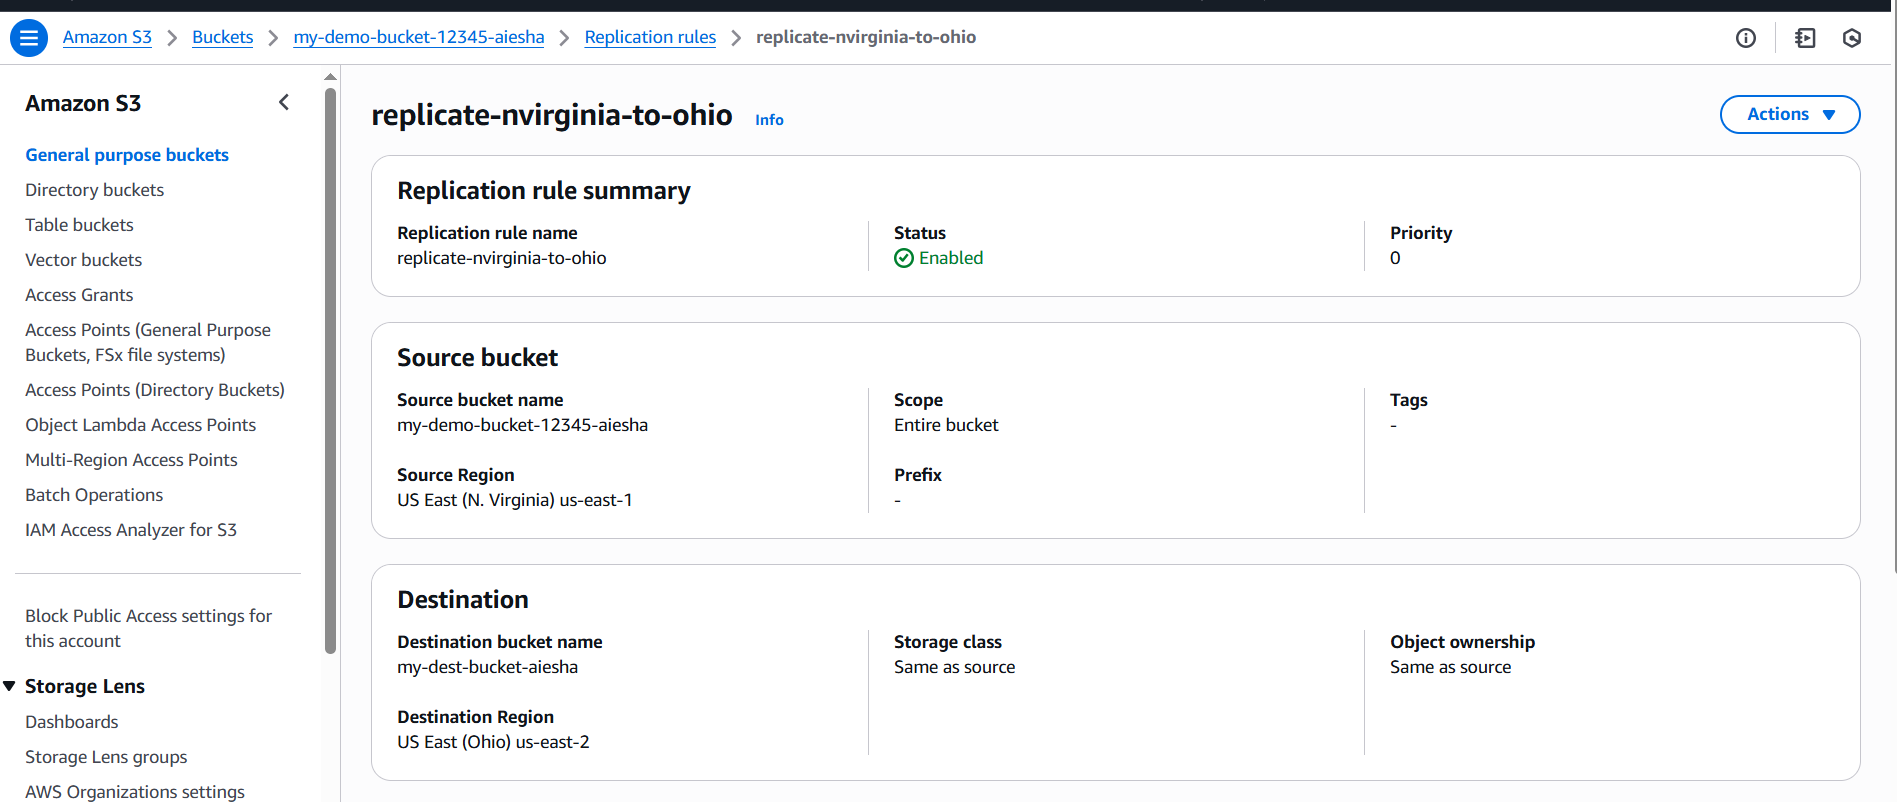 Amazon S3 > Buckets > my-demo-bucket-12345-aiesha > Replication rules > replicate-nvirginia-to-ohio
Amazon S3
General purpose buckets
Directory buckets
Table buckets
Vector buckets
Access Grants
Access Points (General Purpose
Buckets, FSx file systems)
Access Points (Directory Buckets)
Object Lambda Access Points
Multi-Region Access Points
Batch Operations
IAM Access Analyzer for S3
Block Public Access settings for
this account
Storage Lens
Dashboards
Storage Lens groups
AWS Organizations settings
replicate-nvirginia-to-ohio Info
Actions
Replication rule summary
Replication rule name
replicate-nvirginia-to-ohio
Status
Enabled
Priority
0
Source bucket
Source bucket name
my-demo-bucket-12345-aiesha
Source Region
US East (N. Virginia) us-east-1
Scope
Entire bucket
Prefix
-
Tags
-
Destination
Destination bucket name
my-dest-bucket-aiesha
Destination Region
US East (Ohio) us-east-2
Storage class
Same as source
Object ownership
Same as source